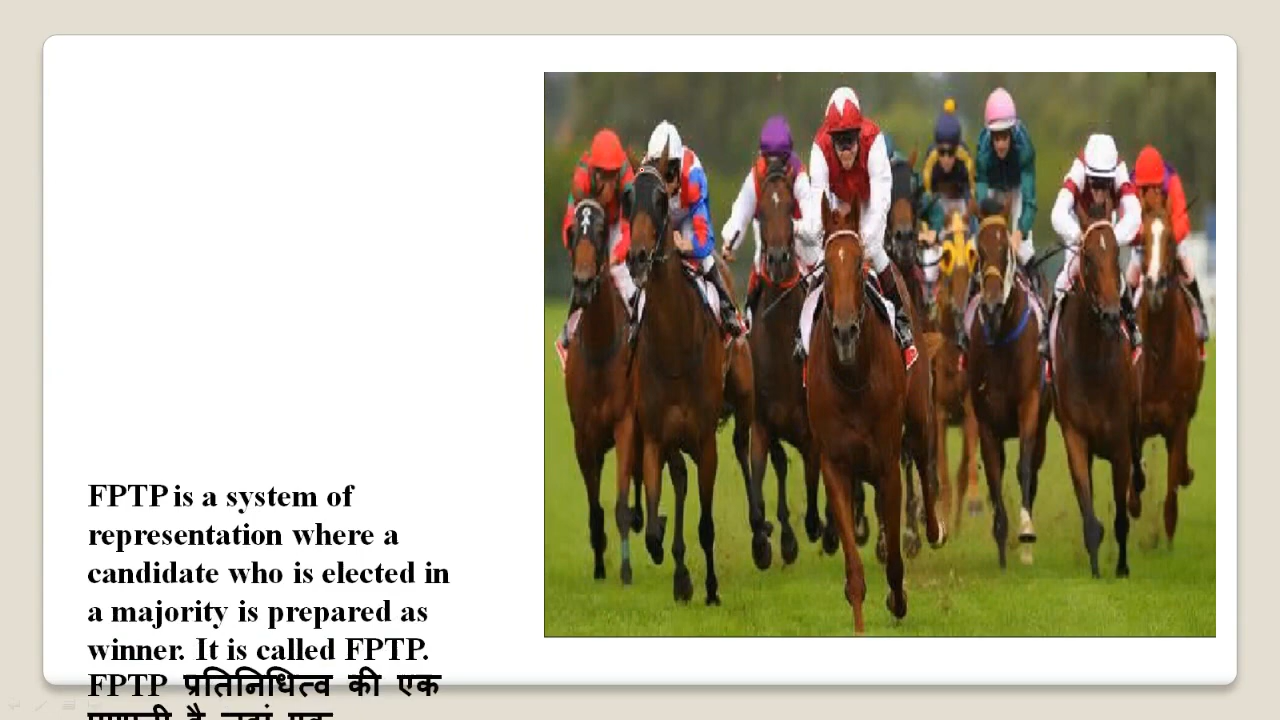 FPTP is a system of
representation where a
candidate who is elected in
a majority is prepared as
winner. It is called FPTP.
FPTP प्रतिनिधित्व की एक